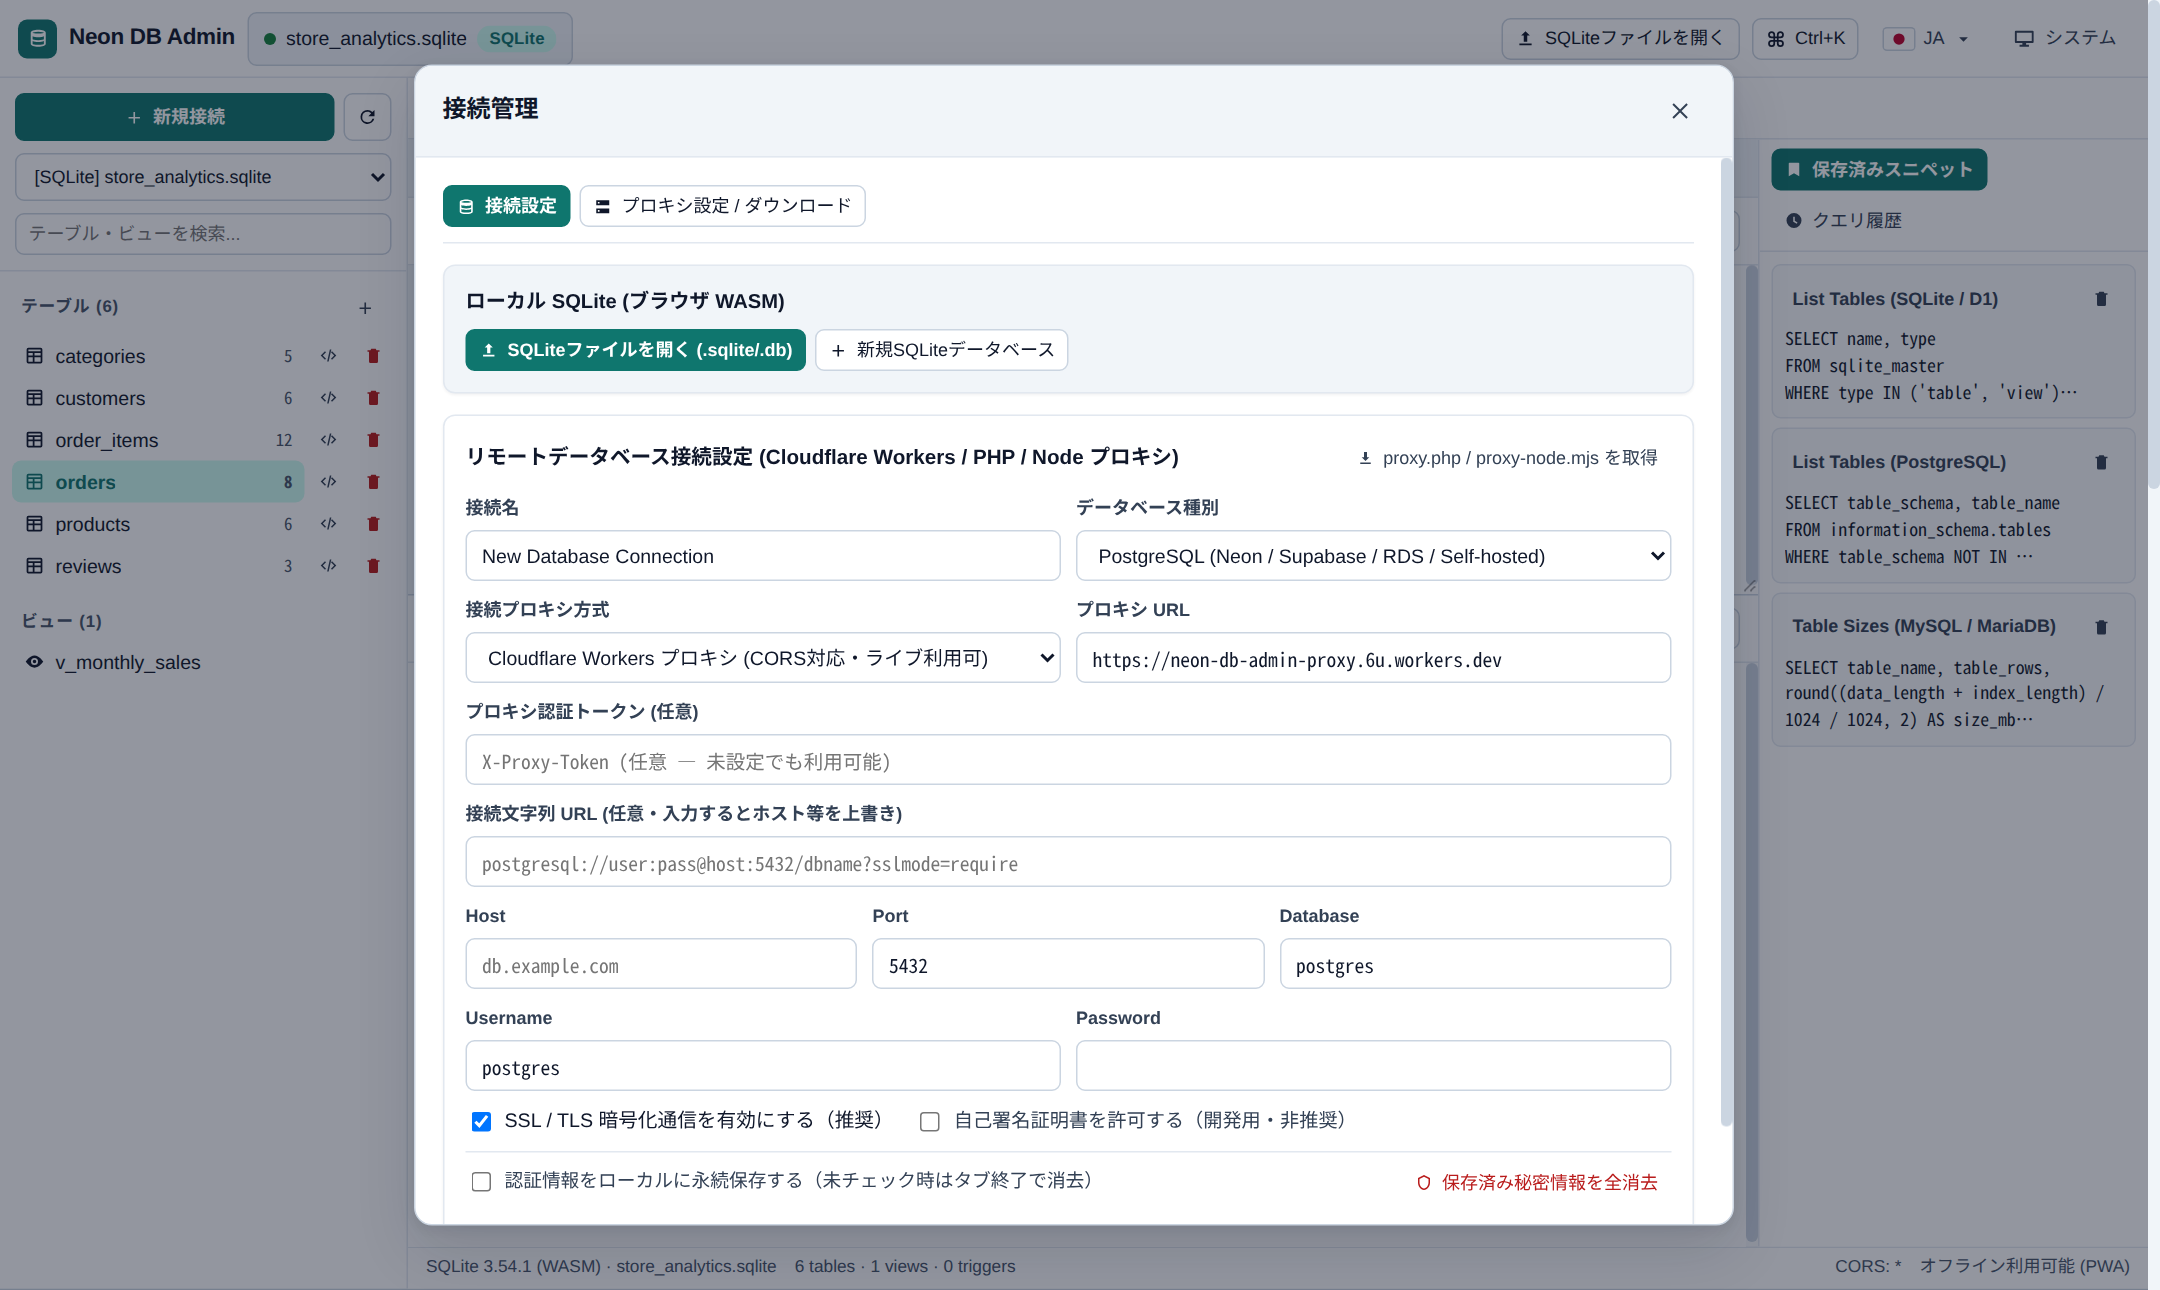 Neon DB Admin
store_analytics.sqlite SQLite
SQLiteファイルを開く
Ctrl+K
JA
システム
新規接続
[SQLite] store_analytics.sqlite
テーブル・ビューを検索...
テーブル (6)
categories 5
customers 6
order_items 12
orders 8
products 6
reviews 3
ビュー (1)
v_monthly_sales
接続管理
接続設定
プロキシ設定 / ダウンロード
ローカル SQLite (ブラウザ WASM)
SQLiteファイルを開く (.sqlite/.db)
新規SQLiteデータベース
リモートデータベース接続設定 (Cloudflare Workers / PHP / Node プロキシ)
proxy.php / proxy-node.mjs を取得
接続名
データベース種別
New Database Connection
PostgreSQL (Neon / Supabase / RDS / Self-hosted)
接続プロキシ方式
プロキシ URL
Cloudflare Workers プロキシ (CORS対応・ライブ利用可)
https://neon-db-admin-proxy.6u.workers.dev
プロキシ認証トークン (任意)
X-Proxy-Token (任意 — 未設定でも利用可能)
接続文字列 URL (任意・入力するとホスト等を上書き)
postgresql://user:pass@host:5432/dbname?sslmode=require
Host
Port
Database
db.example.com
5432
postgres
Username
Password
postgres
SSL / TLS 暗号化通信を有効にする（推奨）
自己署名証明書を許可する（開発用・非推奨）
認証情報をローカルに永続保存する（未チェック時はタブ終了で消去）
保存済み秘密情報を全消去
保存済みスニペット
クエリ履歴
List Tables (SQLite / D1)
SELECT name, type
FROM sqlite_master
WHERE type IN ('table', 'view')…
List Tables (PostgreSQL)
SELECT table_schema, table_name
FROM information_schema.tables
WHERE table_schema NOT IN …
Table Sizes (MySQL / MariaDB)
SELECT table_name, table_rows,
round((data_length + index_length) /
1024 / 1024, 2) AS size_mb…
SQLite 3.54.1 (WASM) · store_analytics.sqlite
6 tables · 1 views · 0 triggers
CORS: *
オフライン利用可能 (PWA)